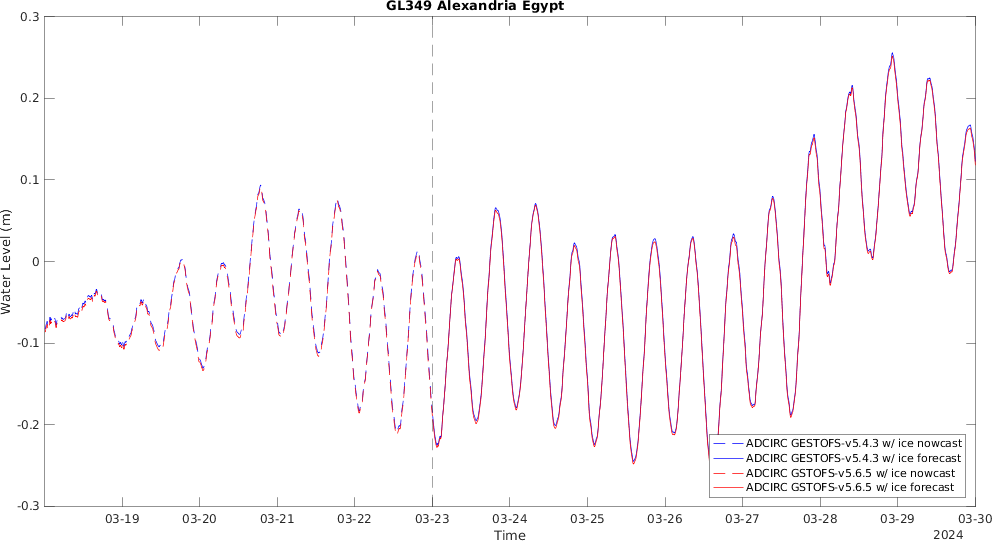 GL349 Alexandria Egypt
0.3
0.2
0.1
0
-0.1
-0.2
-0.3
Water Level (m)
ADCIRC GESTOFS-v5.4.3 w/ ice nowcast
ADCIRC GESTOFS-v5.4.3 w/ ice forecast
ADCIRC GSTOFS-v5.6.5 w/ ice nowcast
ADCIRC GSTOFS-v5.6.5 w/ ice forecast
03-19 03-20 03-21 03-22 03-23 03-24 03-25 03-26 03-27 03-28 03-29 03-30
Time
2024